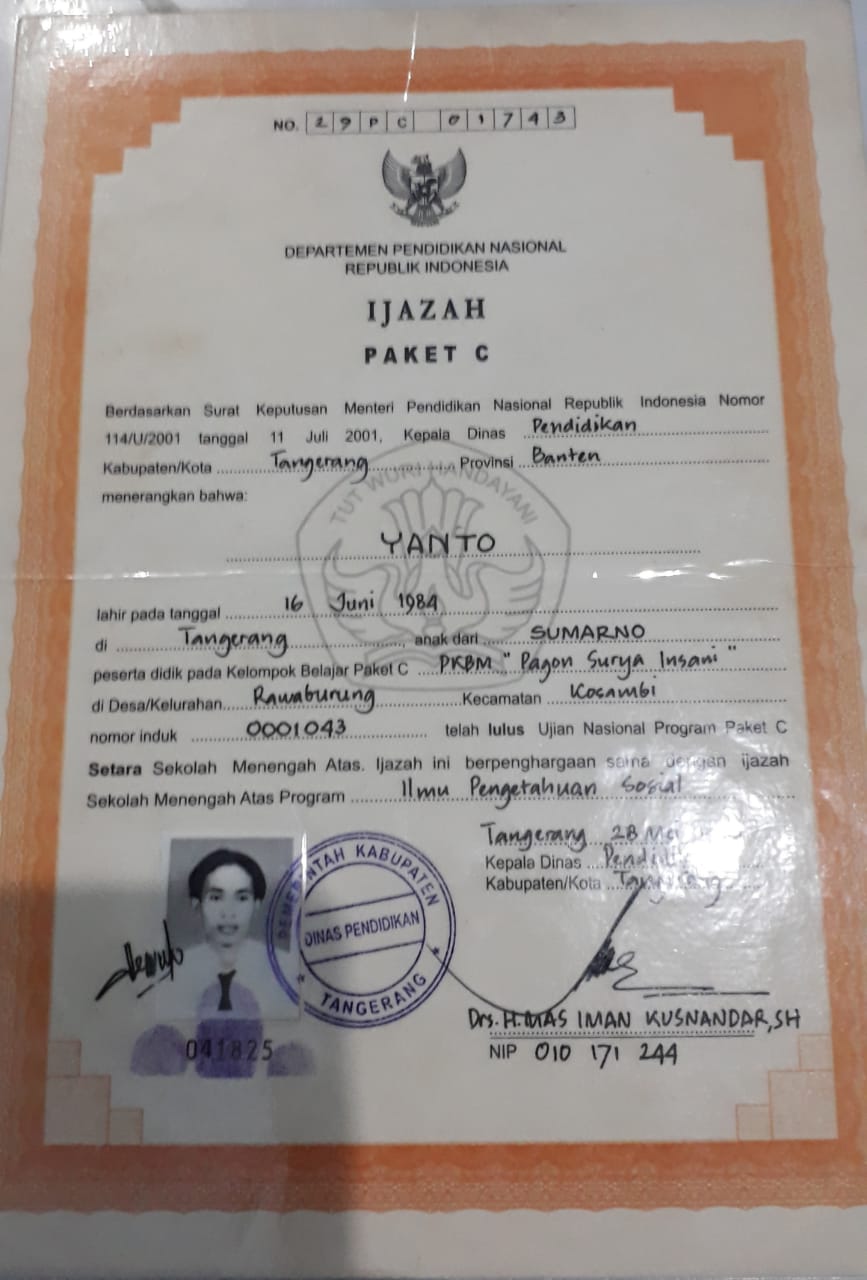 NO. 29PC 01743
DEPARTEMEN PENDIDIKAN NASIONAL
REPUBLIK INDONESIA
IJAZAH
PAKET C
Berdasarkan Surat Keputusan Menteri Pendidikan Nasional Republik Indonesia Nomor
114/U/2001 tanggal 11 Juli 2001, Kepala Dinas Pendidikan
Kabupaten/Kota Tangerang Provinsi Banten
menerangkan bahwa:
TUT WURI HANDAYANI
YANTO
lahir pada tanggal 16 Juni 1984
di Tangerang, anak dari SUMARNO
peserta didik pada Kelompok Belajar Paket C PKBM "Pagon Surya Insani"
di Desa/Kelurahan Rawaburung Kecamatan Kosambi
nomor induk 0001043 telah lulus Ujian Nasional Program Paket C
Setara Sekolah Menengah Atas. Ijazah ini berpenghargaan sama dengan ijazah
Sekolah Menengah Atas Program Ilmu Pengetahuan Sosial
Tangerang 28 Mei
Kepala Dinas
Kabupaten/Kota Tangerang
PEMERINTAH KABUPATEN
DINAS PENDIDIKAN
TANGERANG
Drs. H. MAS IMAN KUSNANDAR, SH
NIP 010 171 244
041825